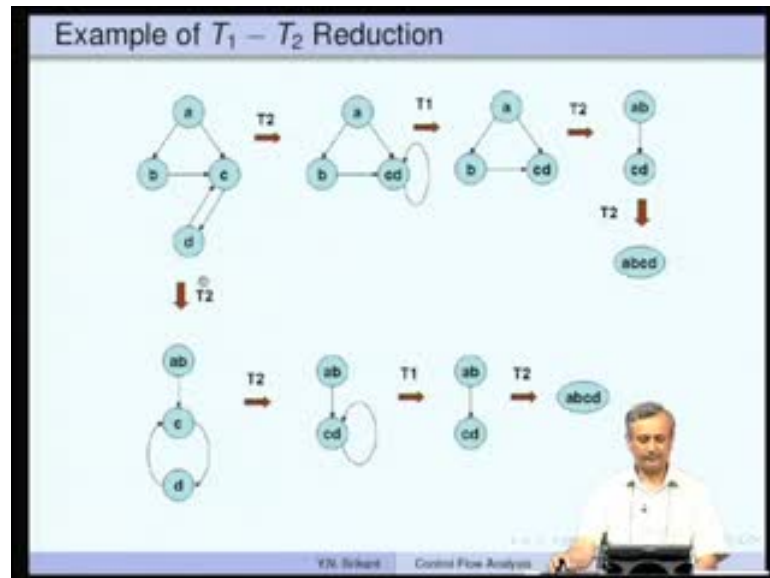 Example of T₁ − T₂ Reduction
a
T2
a
T1
a
T2
ab
b
c
b
cd
b
cd
cd
d
T2
abcd
T2
ab
T2
ab
T1
ab
T2
abcd
c
cd
cd
d
Y.N. Srikant
Control Flow Analysis